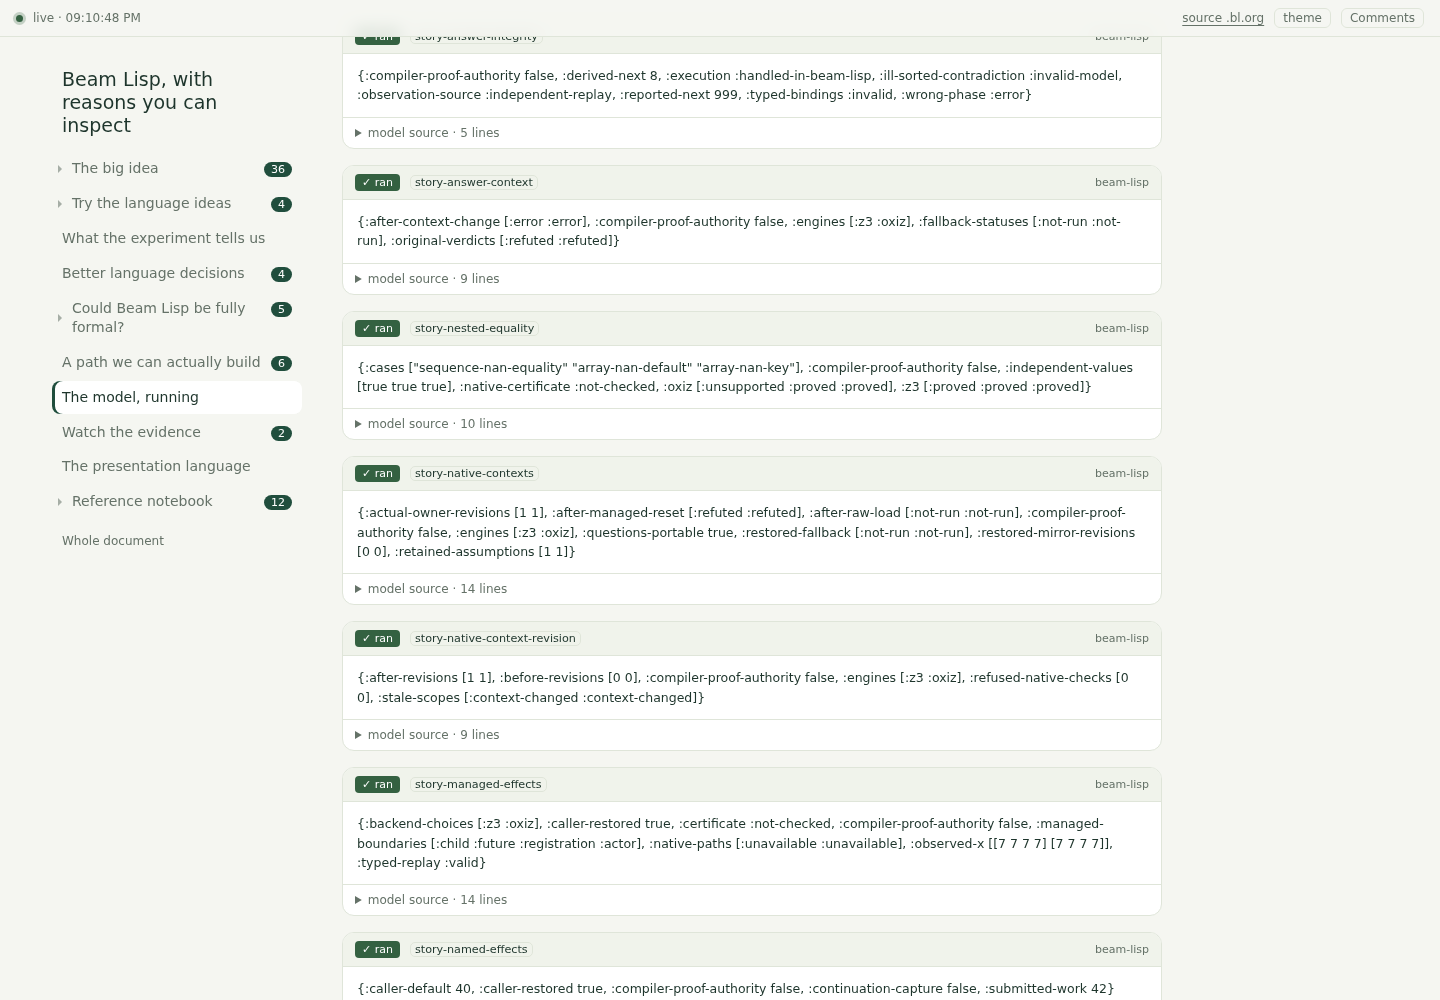 live · 09:10:48 PM
source .bl.org
theme
Comments
Beam Lisp, with
reasons you can
inspect
The big idea
36
Try the language ideas
4
What the experiment tells us
Better language decisions
4
Could Beam Lisp be fully
formal?
5
A path we can actually build
6
The model, running
Watch the evidence
2
The presentation language
Reference notebook
12
Whole document
✓ ran
story-answer-integrity
beam-lisp
{:compiler-proof-authority false, :derived-next 8, :execution :handled-in-beam-lisp, :ill-sorted-contradiction :invalid-model,
:observation-source :independent-replay, :reported-next 999, :typed-bindings :invalid, :wrong-phase :error}
model source · 5 lines
✓ ran
story-answer-context
beam-lisp
{:after-context-change [:error :error], :compiler-proof-authority false, :engines [:z3 :oxiz], :fallback-statuses [:not-run :not-
run], :original-verdicts [:refuted :refuted]}
model source · 9 lines
✓ ran
story-nested-equality
beam-lisp
{:cases ["sequence-nan-equality" "array-nan-default" "array-nan-key"], :compiler-proof-authority false, :independent-values
[true true true], :native-certificate :not-checked, :oxiz [:unsupported :proved :proved], :z3 [:proved :proved :proved]}
model source · 10 lines
✓ ran
story-native-contexts
beam-lisp
{:actual-owner-revisions [1 1], :after-managed-reset [:refuted :refuted], :after-raw-load [:not-run :not-run], :compiler-proof-
authority false, :engines [:z3 :oxiz], :questions-portable true, :restored-fallback [:not-run :not-run], :restored-mirror-revisions
[0 0], :retained-assumptions [1 1]}
model source · 14 lines
✓ ran
story-native-context-revision
beam-lisp
{:after-revisions [1 1], :before-revisions [0 0], :compiler-proof-authority false, :engines [:z3 :oxiz], :refused-native-checks [0
0], :stale-scopes [:context-changed :context-changed]}
model source · 9 lines
✓ ran
story-managed-effects
beam-lisp
{:backend-choices [:z3 :oxiz], :caller-restored true, :certificate :not-checked, :compiler-proof-authority false, :managed-
boundaries [:child :future :registration :actor], :native-paths [:unavailable :unavailable], :observed-x [[7 7 7 7] [7 7 7 7]],
:typed-replay :valid}
model source · 14 lines
✓ ran
story-named-effects
beam-lisp
{:caller-default 40, :caller-restored true, :compiler-proof-authority false, :continuation-capture false, :submitted-work 42}